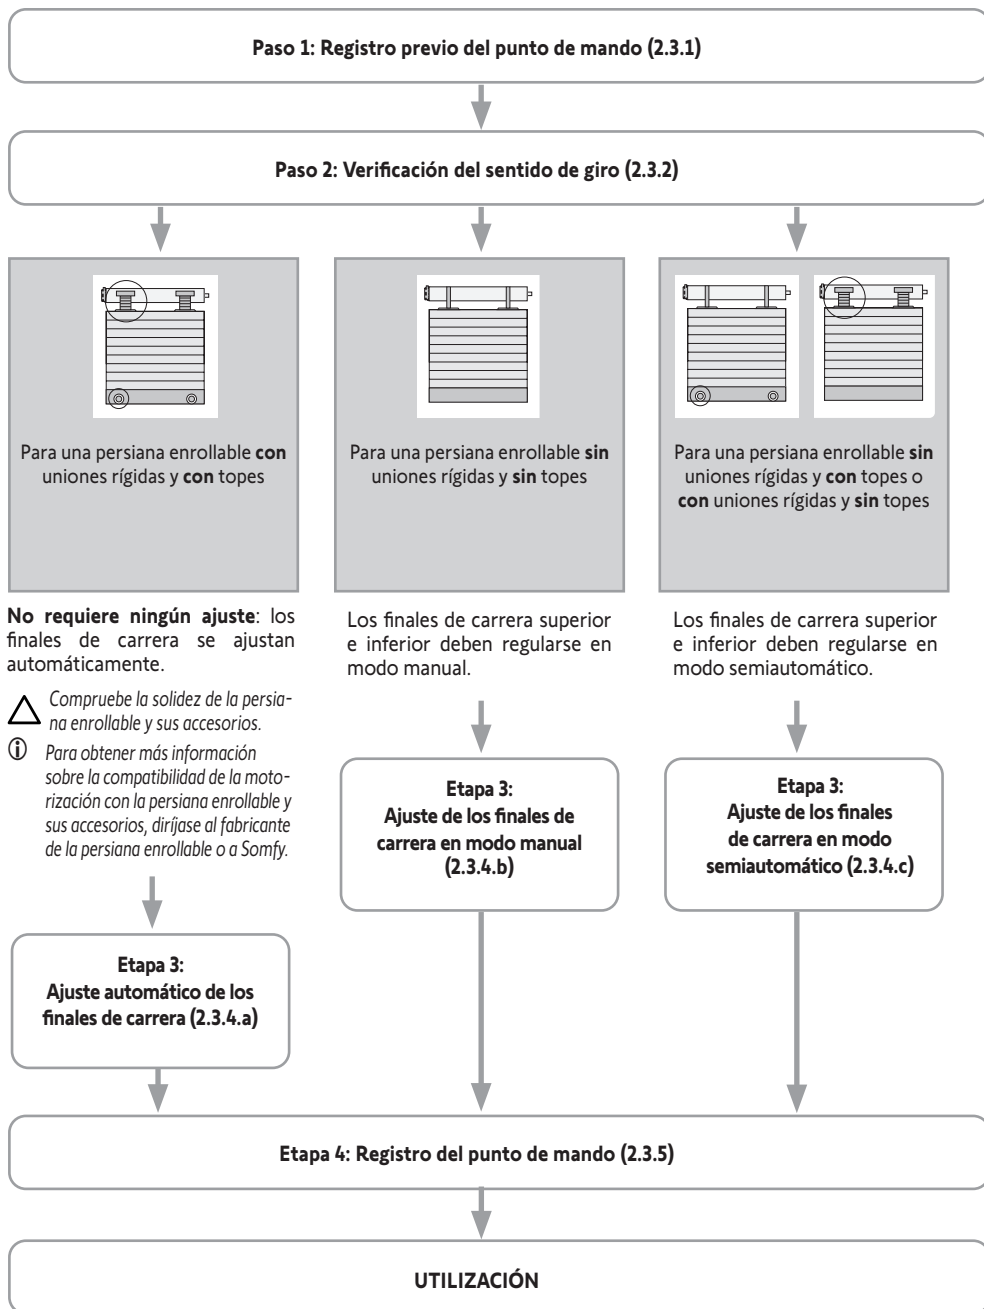 Paso 1: Registro previo del punto de mando (2.3.1)
Paso 2: Verificación del sentido de giro (2.3.2)
Para una persiana enrollable con
uniones rígidas y con topes
Para una persiana enrollable sin
uniones rígidas y sin topes
Para una persiana enrollable sin
uniones rígidas y con topes o
con uniones rígidas y sin topes
No requiere ningún ajuste: los
finales de carrera se ajustan
automáticamente.
Compruebe la solidez de la persia-
na enrollable y sus accesorios.
Para obtener más información
sobre la compatibilidad de la moto-
rización con la persiana enrollable y
sus accesorios, diríjase al fabricante
de la persiana enrollable o a Somfy.
Etapa 3:
Ajuste automático de los
finales de carrera (2.3.4.a)
Los finales de carrera superior
e inferior deben regularse en
modo manual.
Etapa 3:
Ajuste de los finales de
carrera en modo manual
(2.3.4.b)
Los finales de carrera superior
e inferior deben regularse en
modo semiautomático.
Etapa 3:
Ajuste de los finales
de carrera en modo
semiautomático (2.3.4.c)
Etapa 4: Registro del punto de mando (2.3.5)
UTILIZACIÓN